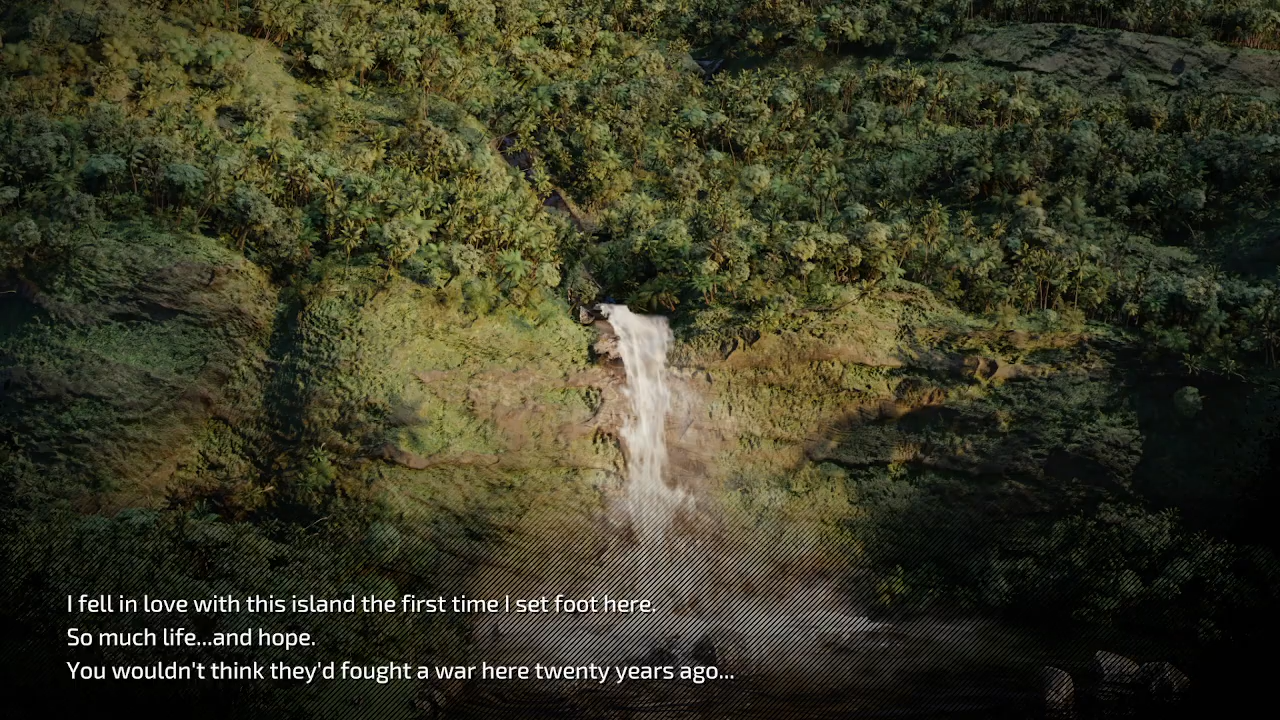 I fell in love with this island the first time I set foot here.
So much life...and hope.
You wouldn't think they'd fought a war here twenty years ago...